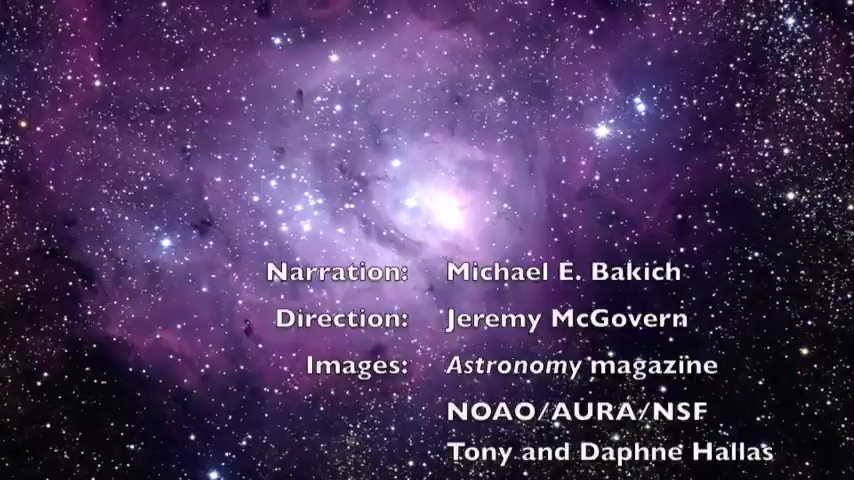 Narration: Michael E. Bakich
Direction: Jeremy McGovern
Images: Astronomy magazine
NOAO/AURA/NSF
Tony and Daphne Hallas